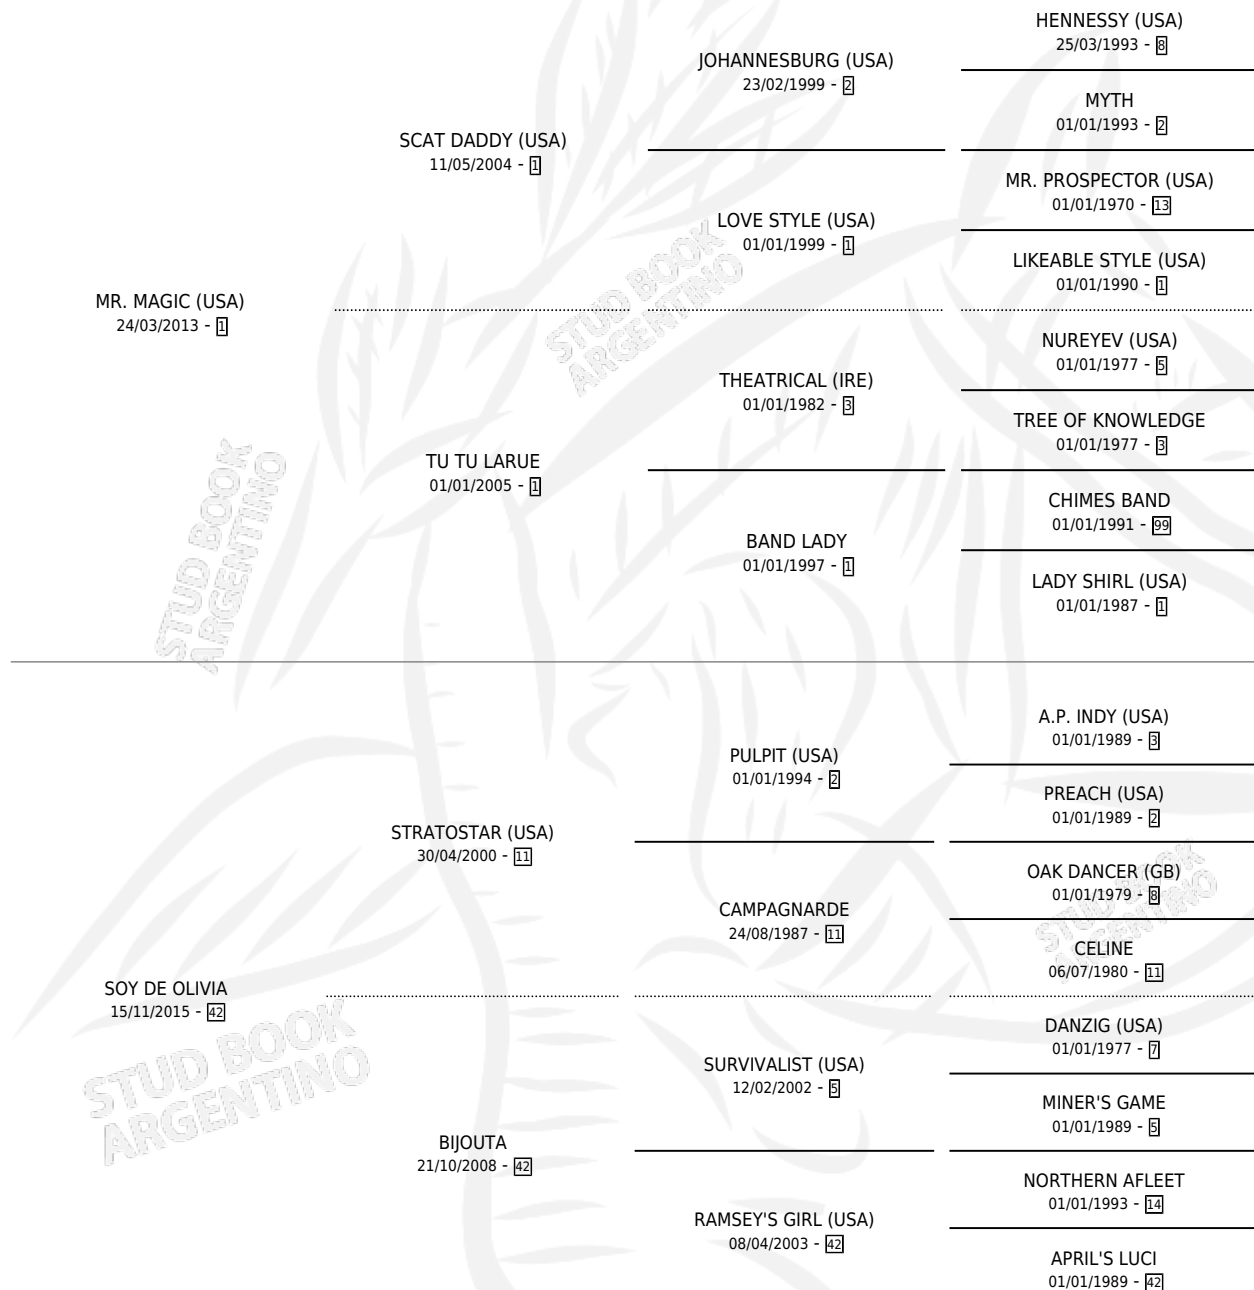 HENNESSY (USA)
25/03/1993 - 8
JOHANNESBURG (USA)
23/02/1999 - 2
MYTH
01/01/1993 - 2
SCAT DADDY (USA)
11/05/2004 - 1
MR. PROSPECTOR (USA)
01/01/1970 - 13
LOVE STYLE (USA)
01/01/1999 - 1
LIKEABLE STYLE (USA)
01/01/1990 - 1
MR. MAGIC (USA)
24/03/2013 - 1
NUREYEV (USA)
01/01/1977 - 5
THEATRICAL (IRE)
01/01/1982 - 3
TREE OF KNOWLEDGE
01/01/1977 - 3
TU TU LARUE
01/01/2005 - 1
CHIMES BAND
01/01/1991 - 99
BAND LADY
01/01/1997 - 1
LADY SHIRL (USA)
01/01/1987 - 1
A.P. INDY (USA)
01/01/1989 - 3
PULPIT (USA)
01/01/1994 - 2
PREACH (USA)
01/01/1989 - 2
STRATOSTAR (USA)
30/04/2000 - 11
OAK DANCER (GB)
01/01/1979 - 8
CAMPAGNARDE
24/08/1987 - 11
CELINE
06/07/1980 - 11
SOY DE OLIVIA
15/11/2015 - 42
DANZIG (USA)
01/01/1977 - 7
SURVIVALIST (USA)
12/02/2002 - 5
MINER'S GAME
01/01/1989 - 5
BIJOUTA
21/10/2008 - 42
NORTHERN AFLEET
01/01/1993 - 14
RAMSEY'S GIRL (USA)
08/04/2003 - 42
APRIL'S LUCI
01/01/1989 - 42
STUD BOOK
ARGENTINO
STUD BOOK
ARGENTINO
STUD BOOK
ARGENTINO
STUD BOOK
ARGENTINO